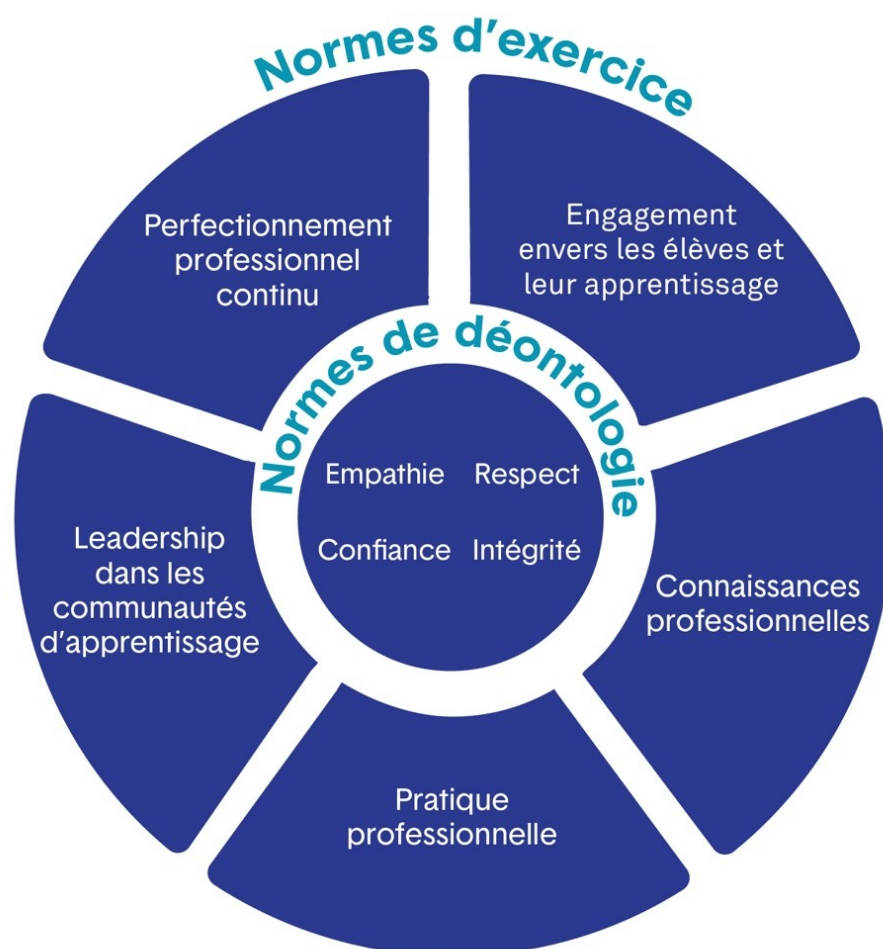 Normes d'exercice
Perfectionnement
professionnel
continu
Engagement
envers les élèves et
leur apprentissage
Normes de déontologie
Empathie Respect
Confiance Intégrité
Leadership
dans les
communautés
d'apprentissage
Connaissances
professionnelles
Pratique
professionnelle